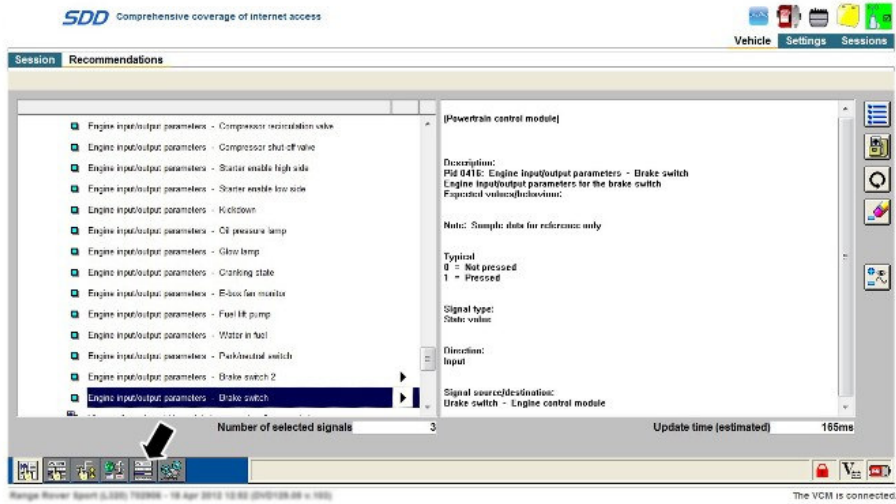 SDD Comprehensive coverage of internet access
Vehicle Settings Sessions
Session Recommendations
Engine input/output parameters - Compressor recirculation valve
Engine input/output parameters - Compressor shut-off valve
Engine input/output parameters - Starter enable high side
Engine input/output parameters - Starter enable low side
Engine input/output parameters - Kickdown
Engine input/output parameters - Oil pressure lamp
Engine input/output parameters - Glow lamp
Engine input/output parameters - Cranking state
Engine input/output parameters - E-box fan monitor
Engine input/output parameters - Fuel lift pump
Engine input/output parameters - Water in fuel
Engine input/output parameters - Park/neutral switch
Engine input/output parameters - Brake switch 2
Engine input/output parameters - Brake switch
Number of selected signals 3
[Powertrain control module]
Description:
Engine input/output parameters - Brake switch
Engine input/output parameters for the brake switch
Expected values/behaviour:
Note: Sample data for reference only
Typical
0 = Not pressed
1 = Pressed
Signal type:
State value
Direction:
Input
Signal source/destination:
Brake switch - Engine control module
Update time (estimated) 165ms
Range Rover Sport (L320) - 18 Apr 2012
The VCM is connected